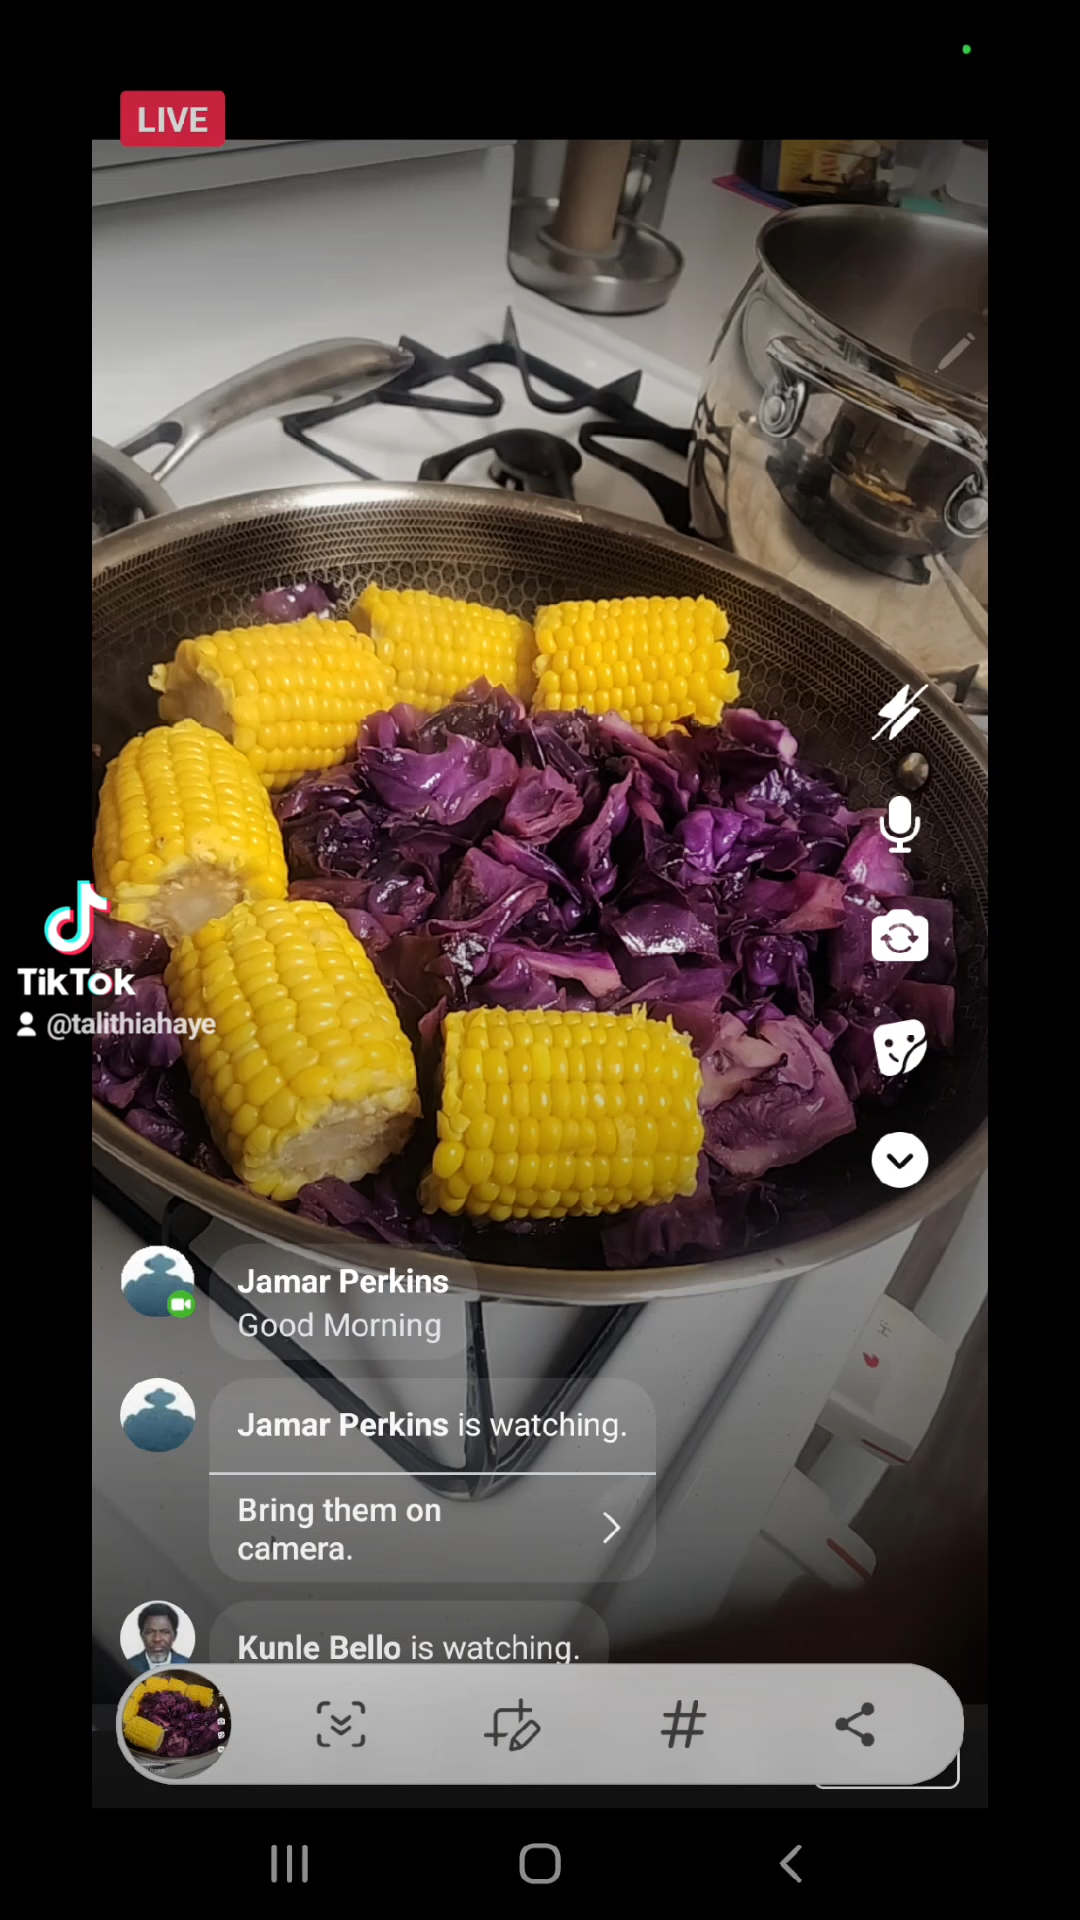 LIVE
TikTok
@talithiahaye
Jamar Perkins
Good Morning
Jamar Perkins is watching.
Bring them on
camera.
Kunle Bello is watching.